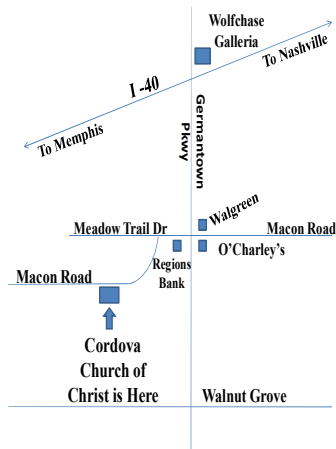 Wolfchase
Galleria
To Nashville
I -40
To Memphis
Germantown
Pkwy
Walgreen
Meadow Trail Dr
Macon Road
O'Charley's
Regions
Bank
Macon Road
Cordova
Church of
Christ is Here
Walnut Grove